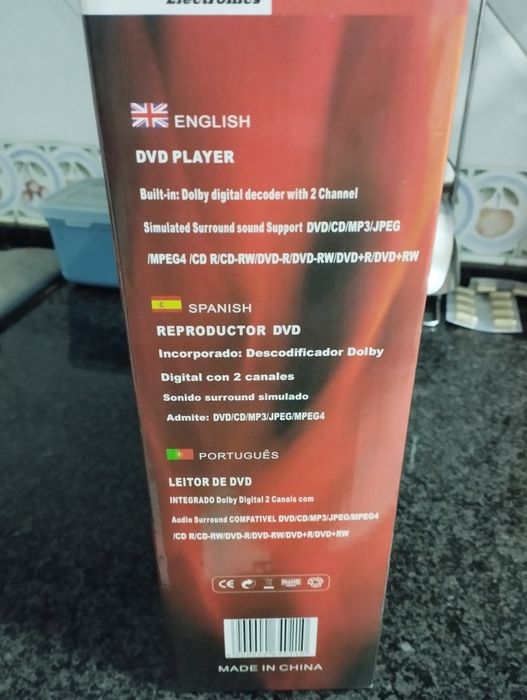 Electronics
ENGLISH
DVD PLAYER
Built-in: Dolby digital decoder with 2 Channel
Simulated Surround sound Support DVD/CD/MP3/JPEG
/MPEG4 /CD R/CD-RW/DVD-R/DVD-RW/DVD+R/DVD+RW
SPANISH
REPRODUCTOR DVD
Incorporado: Descodificador Dolby
Digital con 2 canales
Sonido surround simulado
Admite: DVD/CD/MP3/JPEG/MPEG4
PORTUGUÊS
LEITOR DE DVD
INTEGRADO Dolby Digital 2 Canais com
Audio Surround COMPATIVEL DVD/CD/MP3/JPEG/MPEG4
/CD R/CD-RW/DVD-R/DVD-RW/DVD+R/DVD+RW
CE RoHS
MADE IN CHINA